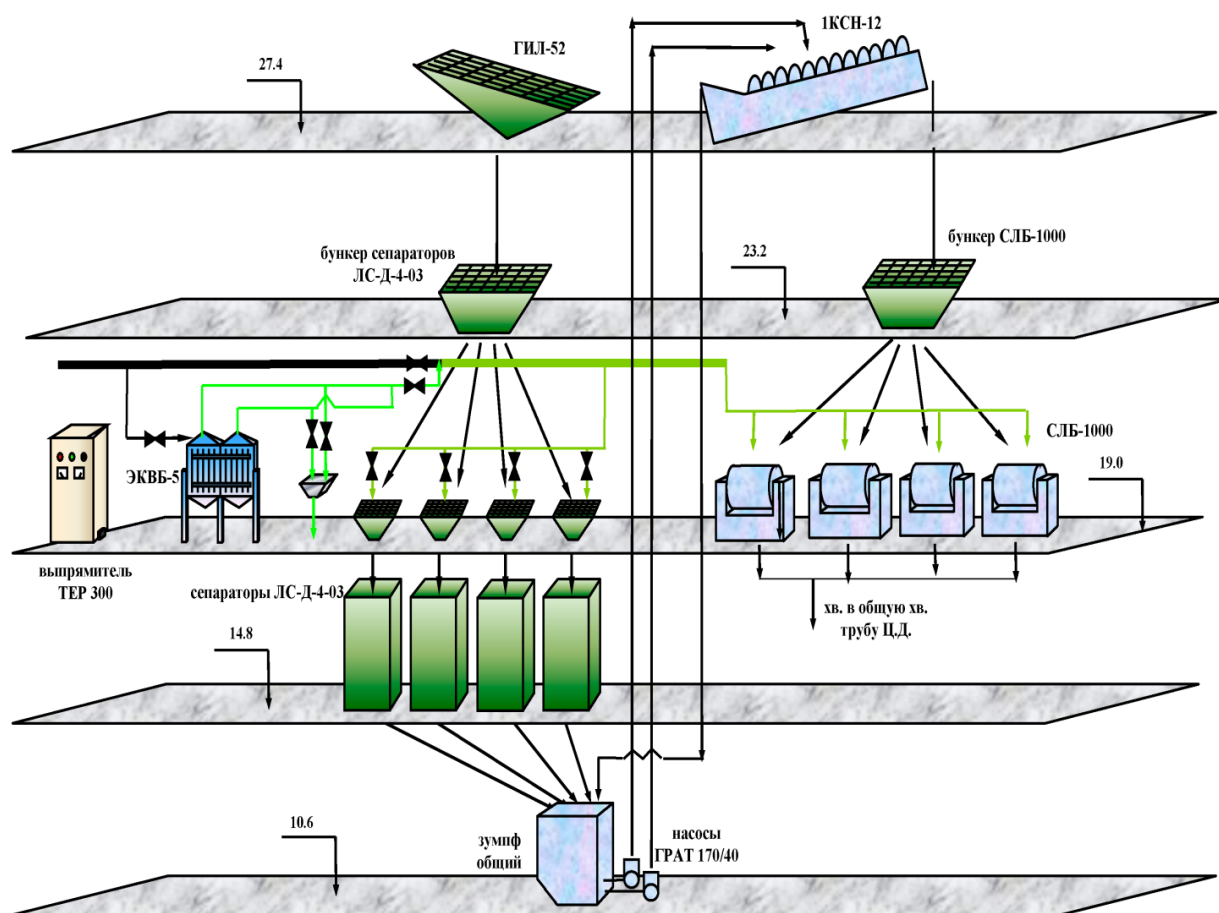 1КСН-12
ГИЛ-52
27.4
бункер сепараторов
ЛС-Д-4-03
23.2
бункер СЛБ-1000
СЛБ-1000
19.0
ЭКВБ-5
выпрямитель
ТЕР 300
сепараторы ЛС-Д-4-03
хв. в общую хв.
трубу Ц.Д.
14.8
10.6
зумпф
общий
насосы
ГРАТ 170/40